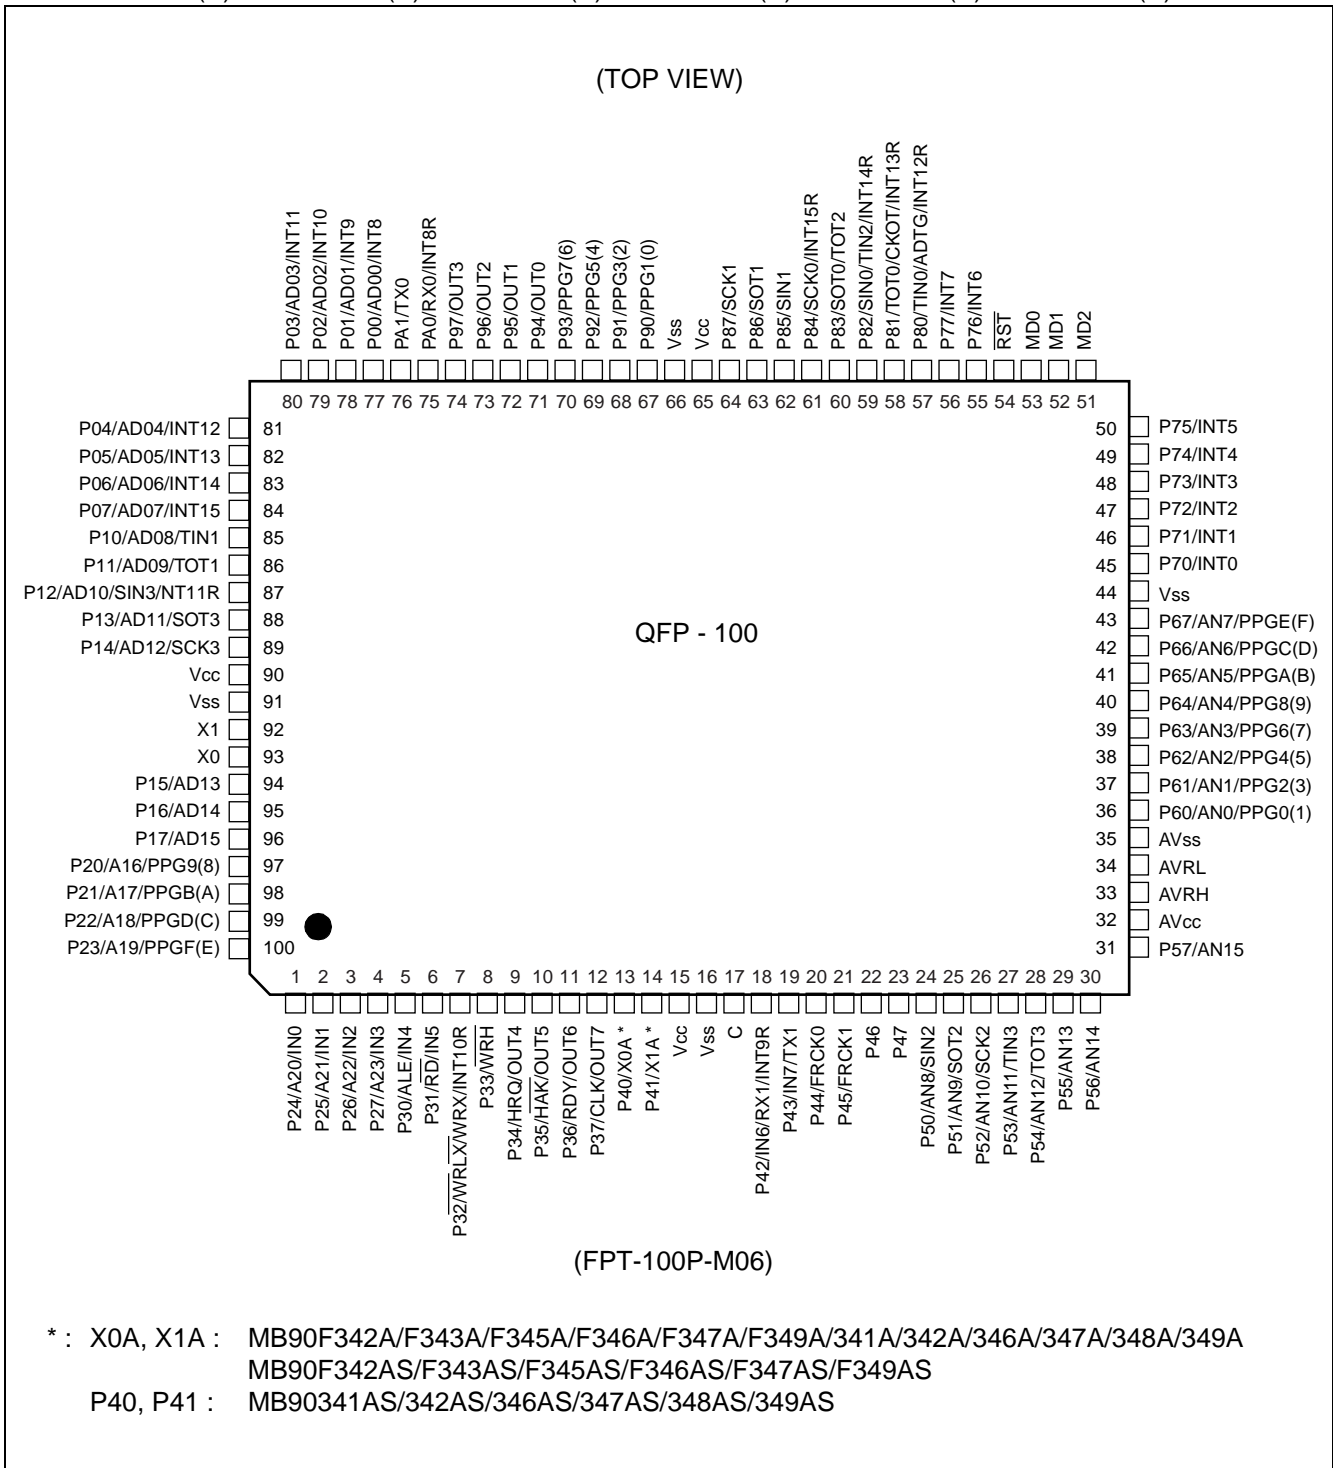 (TOP VIEW)
P03/AD03/INT11
P02/AD02/INT10
P01/AD01/INT9
P00/AD00/INT8
PA1/TX0
PA0/RX0/INT8R
P97/OUT3
P96/OUT2
P95/OUT1
P94/OUT0
P93/PPG7(6)
P92/PPG5(4)
P91/PPG3(2)
P90/PPG1(0)
Vss
Vcc
P87/SCK1
P86/SOT1
P85/SIN1
P84/SCK0/INT15R
P83/SOT0/TOT2
P82/SIN0/TIN2/INT14R
P81/TOT0/CKOT/INT13R
P80/TIN0/ADTG/INT12R
P77/INT7
P76/INT6
RST
MD0
MD1
MD2
80 79 78 77 76 75 74 73 72 71 70 69 68 67 66 65 64 63 62 61 60 59 58 57 56 55 54 53 52 51
P04/AD04/INT12 81
P05/AD05/INT13 82
P06/AD06/INT14 83
P07/AD07/INT15 84
P10/AD08/TIN1 85
P11/AD09/TOT1 86
P12/AD10/SIN3/NT11R 87
P13/AD11/SOT3 88
P14/AD12/SCK3 89
Vcc 90
Vss 91
X1 92
X0 93
P15/AD13 94
P16/AD14 95
P17/AD15 96
P20/A16/PPG9(8) 97
P21/A17/PPGB(A) 98
P22/A18/PPGD(C) 99
P23/A19/PPGF(E) 100
QFP - 100
50 P75/INT5
49 P74/INT4
48 P73/INT3
47 P72/INT2
46 P71/INT1
45 P70/INT0
44 Vss
43 P67/AN7/PPGE(F)
42 P66/AN6/PPGC(D)
41 P65/AN5/PPGA(B)
40 P64/AN4/PPG8(9)
39 P63/AN3/PPG6(7)
38 P62/AN2/PPG4(5)
37 P61/AN1/PPG2(3)
36 P60/AN0/PPG0(1)
35 AVss
34 AVRL
33 AVRH
32 AVcc
31 P57/AN15
1 2 3 4 5 6 7 8 9 10 11 12 13 14 15 16 17 18 19 20 21 22 23 24 25 26 27 28 29 30
P24/A20/IN0
P25/A21/IN1
P26/A22/IN2
P27/A23/IN3
P30/ALE/IN4
P31/RD/IN5
P32/WRLX/WRX/INT10R
P33/WRH
P34/HRQ/OUT4
P35/HAK/OUT5
P36/RDY/OUT6
P37/CLK/OUT7
P40/X0A *
P41/X1A *
Vcc
Vss
C
P42/IN6/RX1/INT9R
P43/IN7/TX1
P44/FRCK0
P45/FRCK1
P46
P47
P50/AN8/SIN2
P51/AN9/SOT2
P52/AN10/SCK2
P53/AN11/TIN3
P54/AN12/TOT3
P55/AN13
P56/AN14
(FPT-100P-M06)
* : X0A, X1A : MB90F342A/F343A/F345A/F346A/F347A/F349A/341A/342A/346A/347A/348A/349A
MB90F342AS/F343AS/F345AS/F346AS/F347AS/F349AS
P40, P41 : MB90341AS/342AS/346AS/347AS/348AS/349AS